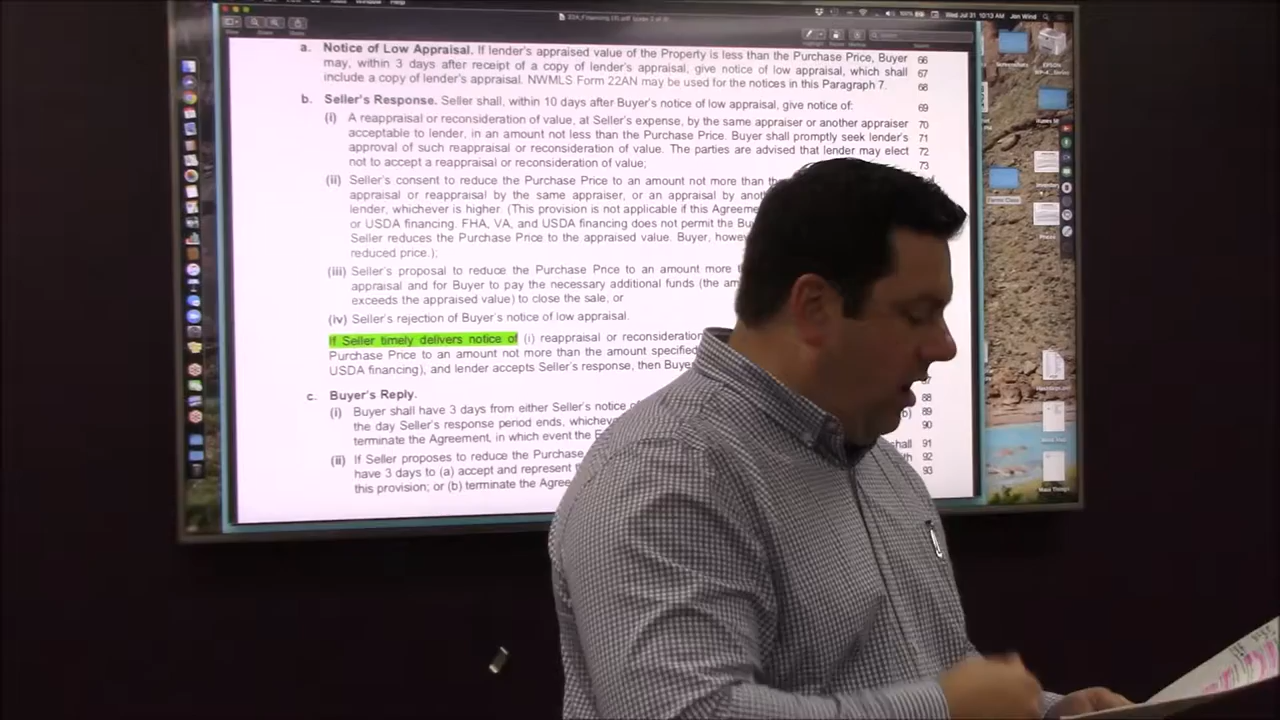 Wed Jul 31 10:13 AM Jon Wind
a. Notice of Low Appraisal. If lender's appraised value of the Property is less than the Purchase Price, Buyer 66
may, within 3 days after receipt of a copy of lender's appraisal, give notice of low appraisal, which shall 67
include a copy of lender's appraisal. NWMLS Form 22AN may be used for the notices in this Paragraph 7. 68
b. Seller's Response. Seller shall, within 10 days after Buyer's notice of low appraisal, give notice of: 69
(i) A reappraisal or reconsideration of value, at Seller's expense, by the same appraiser or another appraiser 70
acceptable to lender, in an amount not less than the Purchase Price. Buyer shall promptly seek lender's 71
approval of such reappraisal or reconsideration of value. The parties are advised that lender may elect 72
not to accept a reappraisal or reconsideration of value; 73
(ii) Seller's consent to reduce the Purchase Price to an amount not more than the
appraisal or reappraisal by the same appraiser, or an appraisal by
lender, whichever is higher. (This provision is not applicable if this
or USDA financing. FHA, VA, and USDA financing does not permit the
Seller reduces the Purchase Price to the appraised value. Buyer,
reduced price.);
(iii) Seller's proposal to reduce the Purchase Price to an amount more
appraisal and for Buyer to pay the necessary additional funds (the
exceeds the appraised value) to close the sale; or
(iv) Seller's rejection of Buyer's notice of low appraisal.
If Seller timely delivers notice of (i) reappraisal or reconsideration
Purchase Price to an amount not more than the amount specified
USDA financing), and lender accepts Seller's response, then
c. Buyer's Reply. 88
(i) Buyer shall have 3 days from either Seller's notice of (b) 89
the day Seller's response period ends, 90
terminate the Agreement, in which event the shall 91
(ii) If Seller proposes to reduce the Purchase 92
have 3 days to (a) accept and represent 93
this provision; or (b) terminate the